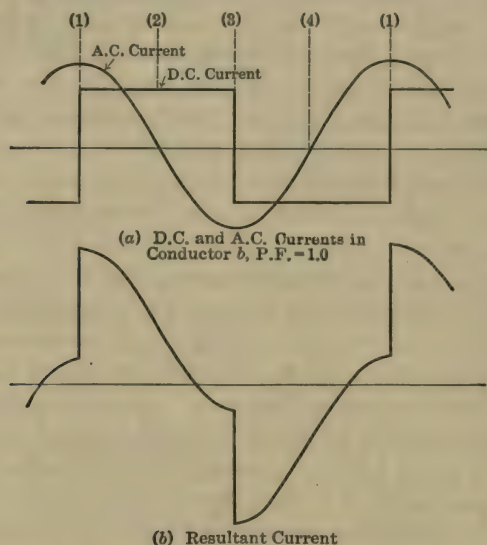 (1) (2) (3) (4) (1)
A.C. Current
D.C. Current
(a) D.C. and A.C. Currents in
Conductor b, P.F.=1.0
(b) Resultant Current